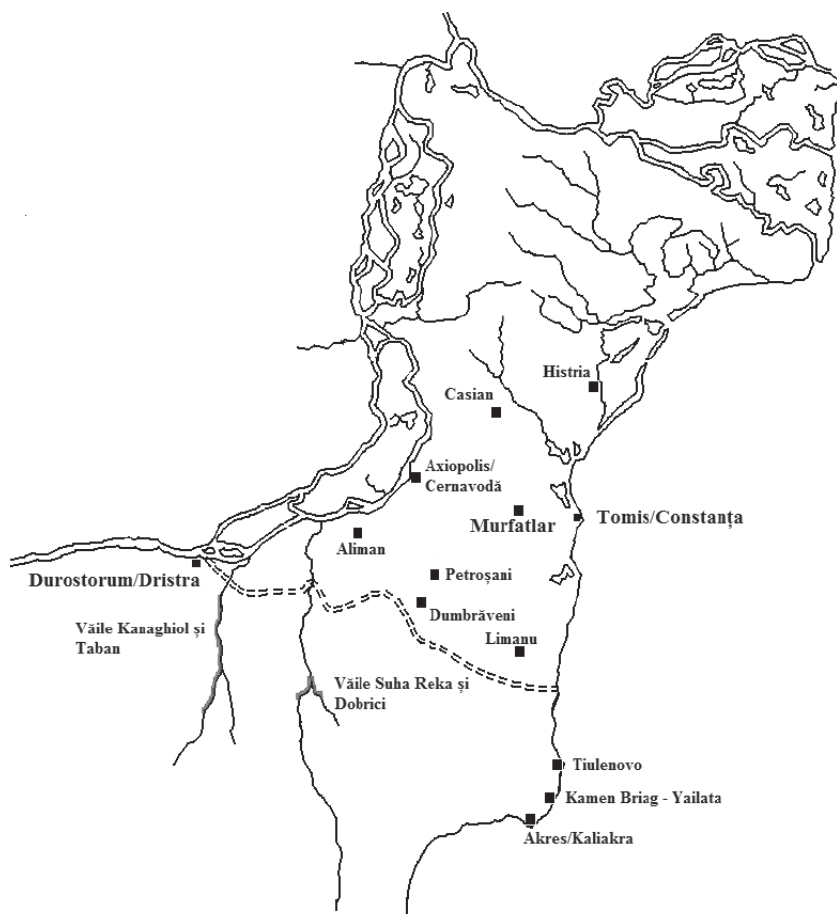 Histria
Casian
Axiopolis/
Cernavodă
Murfatlar
Tomis/Constanța
Aliman
Durostorum/Dristra
Petroșani
Dumbrăveni
Văile Kanaghiol și
Taban
Limanu
Văile Suha Reka și
Dobrici
Tiulenovo
Kamen Briag - Yailata
Akres/Kaliakra